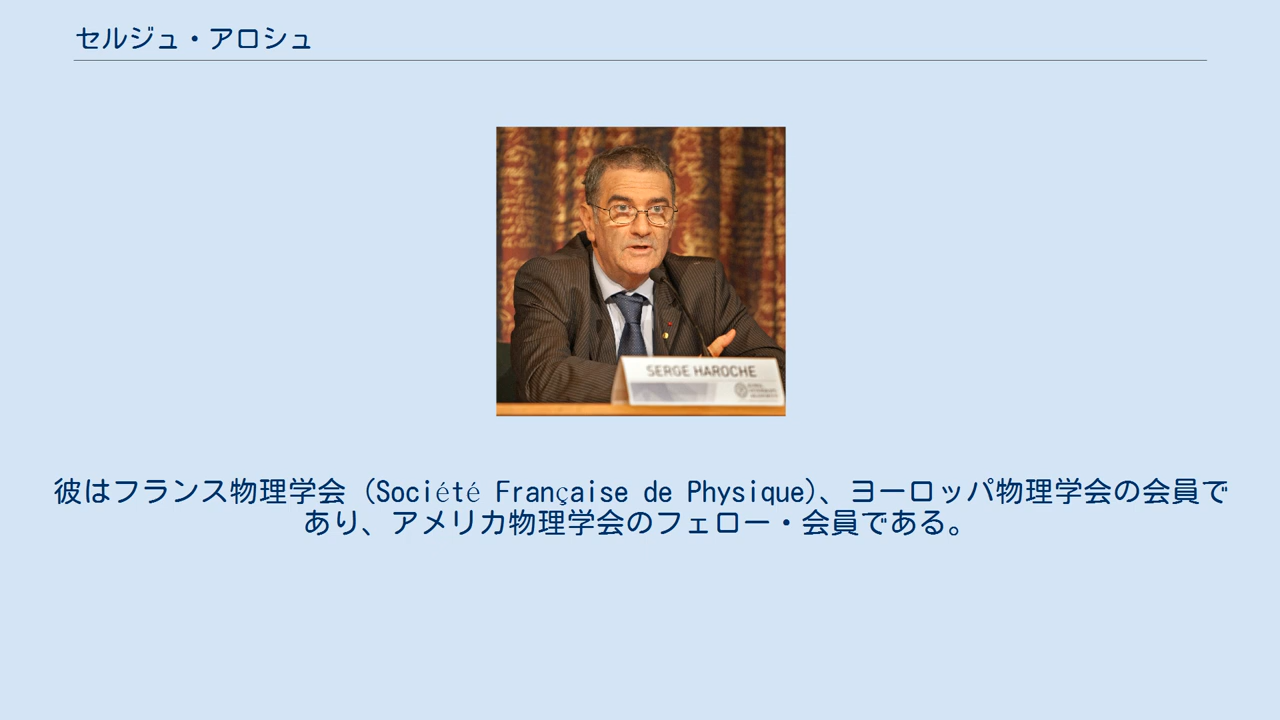 セルジュ・アロシュ
SERGE HAROCHE
彼はフランス物理学会（Société Française de Physique)、ヨーロッパ物理学会の会員で
あり、アメリカ物理学会のフェロー・会員である。